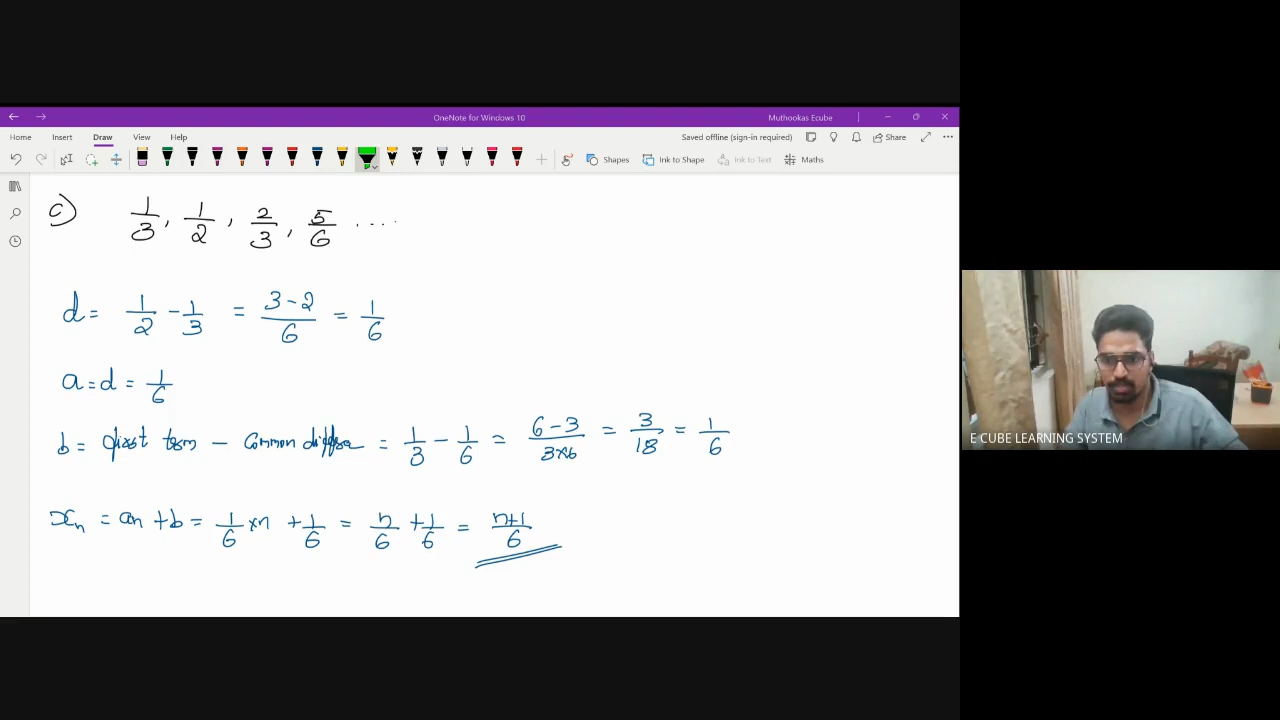 OneNote for Windows 10
Muthookas Ecube
Home Insert Draw View Help
Saved offline (sign-in required) Share
Shapes Ink to Shape Ink to Text Maths
c) 1/3, 1/2, 2/3, 5/6 ....
d = 1/2 - 1/3 = 3-2/6 = 1/6
a = d = 1/6
b = first term - Common = 1/3 - 1/6 = 6-3/3×6 = 3/18 = 1/6
xₙ = an + b = 1/6 × n + 1/6 = n/6 + 1/6 = n+1/6
E CUBE LEARNING SYSTEM